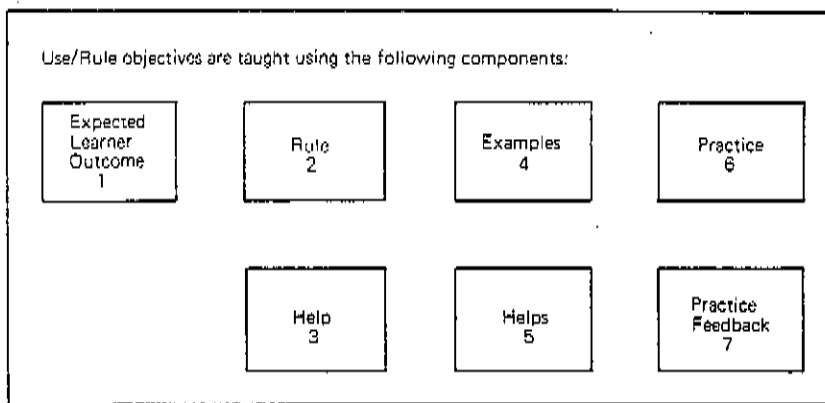 Use/Rule objectives are taught using the following components:
Expected
Learner
Outcome
1
Rule
2
Examples
4
Practice
6
Help
3
Helps
5
Practice
Feedback
7